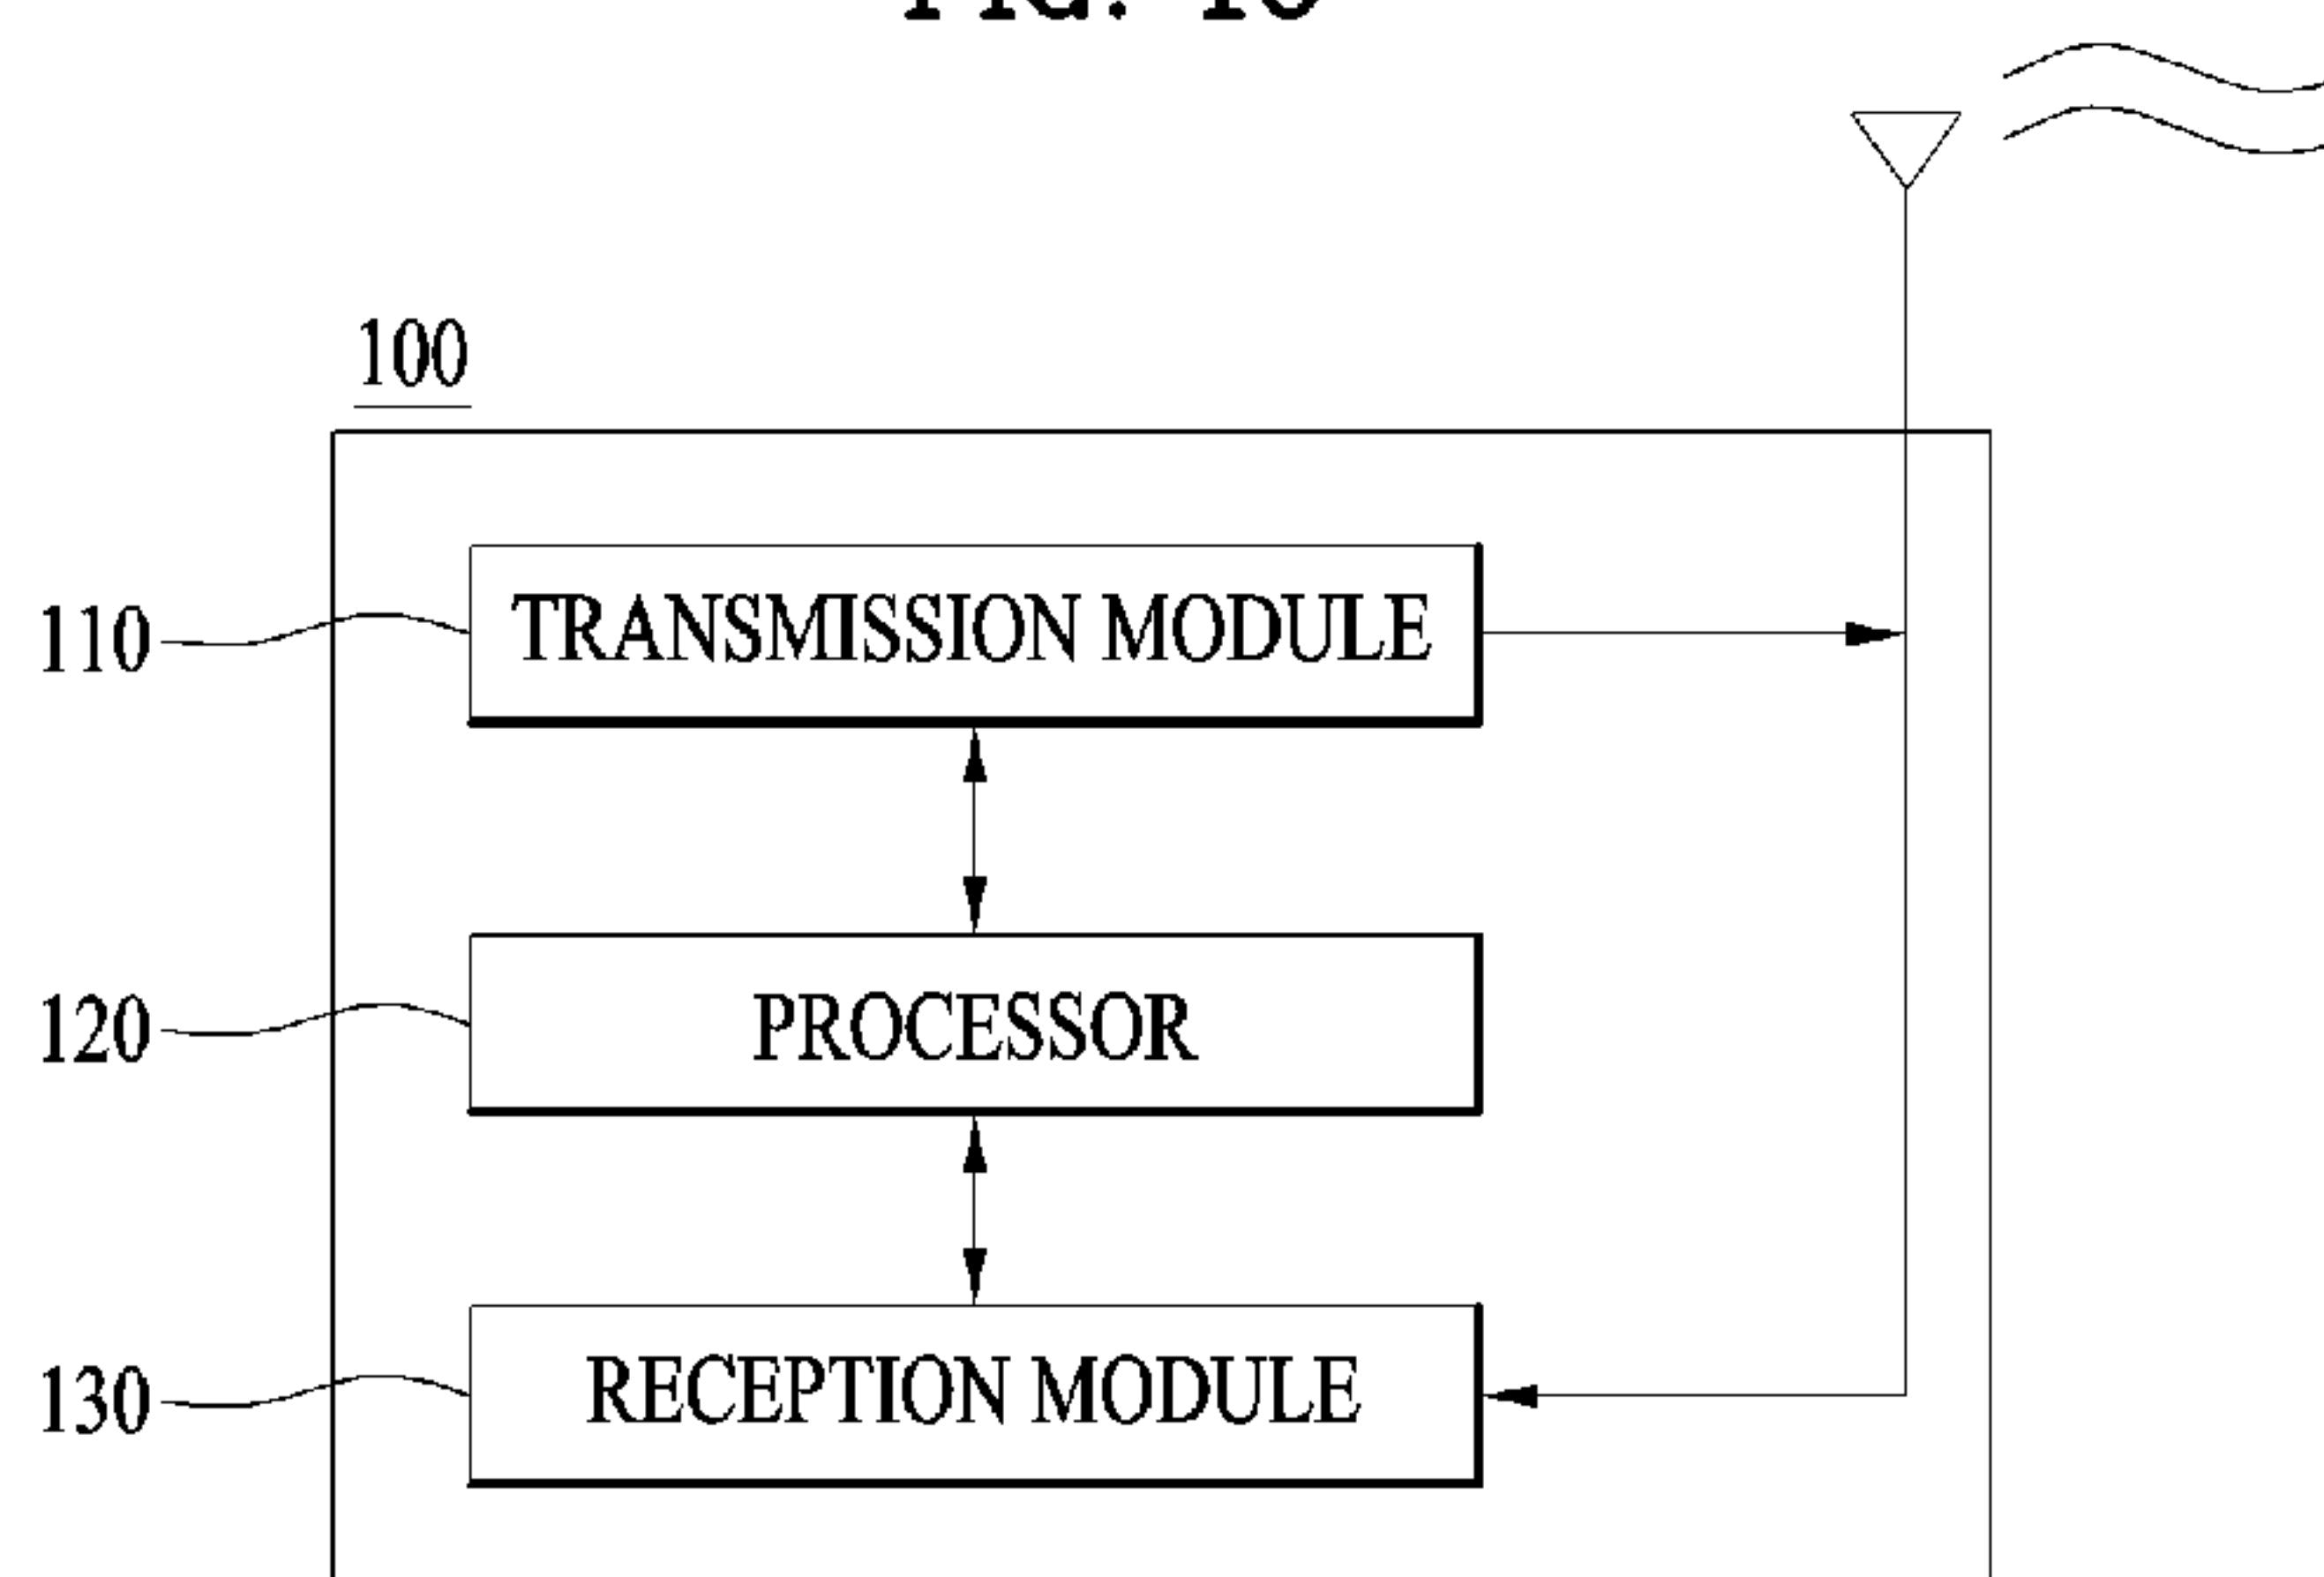 100
110 TRANSMISSION MODULE
120 PROCESSOR
130 RECEPTION MODULE